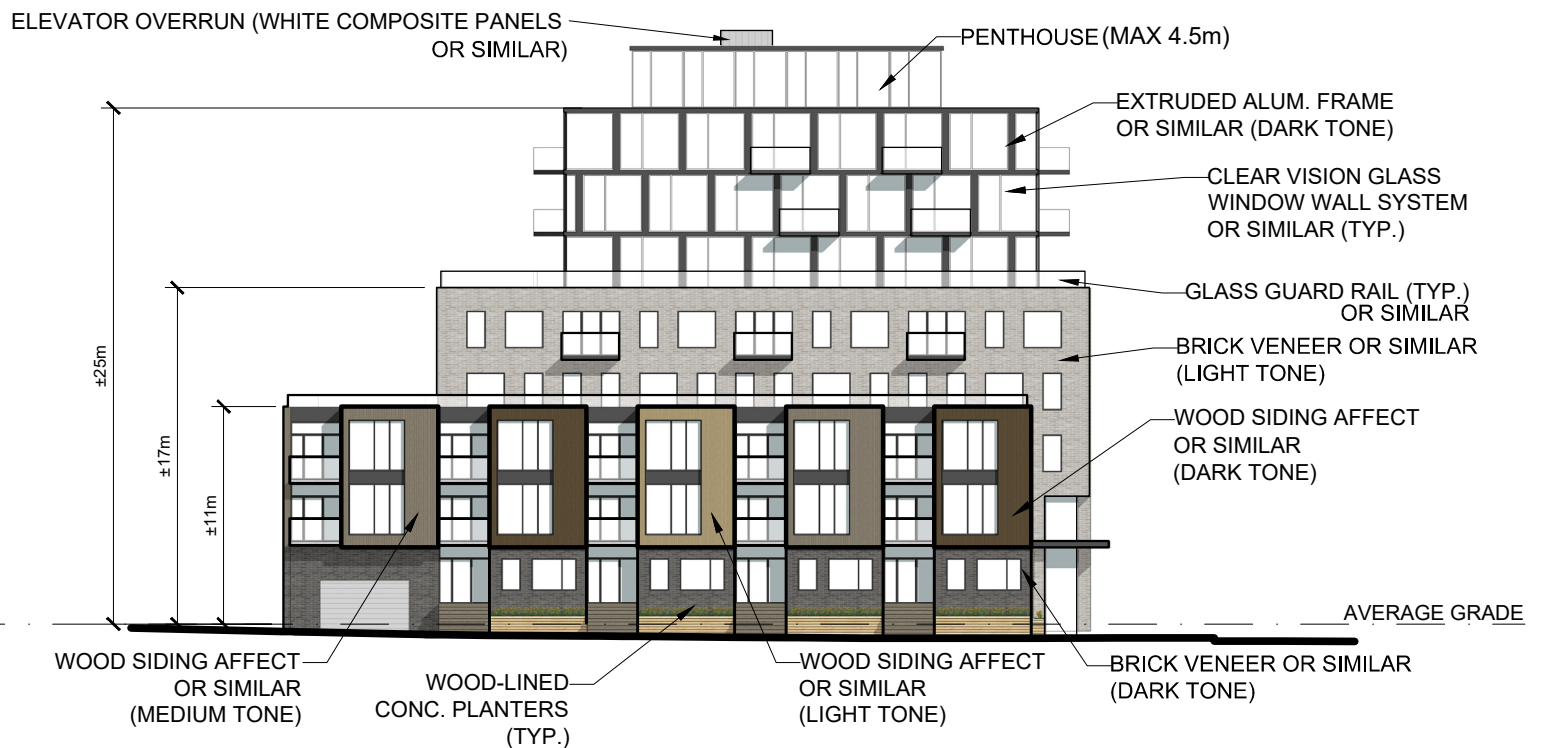 ELEVATOR OVERRUN (WHITE COMPOSITE PANELS
OR SIMILAR)
PENTHOUSE (MAX 4.5m)
EXTRUDED ALUM. FRAME
OR SIMILAR (DARK TONE)
CLEAR VISION GLASS
WINDOW WALL SYSTEM
OR SIMILAR (TYP.)
GLASS GUARD RAIL (TYP.)
OR SIMILAR
BRICK VENEER OR SIMILAR
(LIGHT TONE)
WOOD SIDING AFFECT
OR SIMILAR
(DARK TONE)
±25m
±17m
±11m
AVERAGE GRADE
WOOD SIDING AFFECT
OR SIMILAR
(MEDIUM TONE)
WOOD-LINED
CONC. PLANTERS
(TYP.)
WOOD SIDING AFFECT
OR SIMILAR
(LIGHT TONE)
BRICK VENEER OR SIMILAR
(DARK TONE)